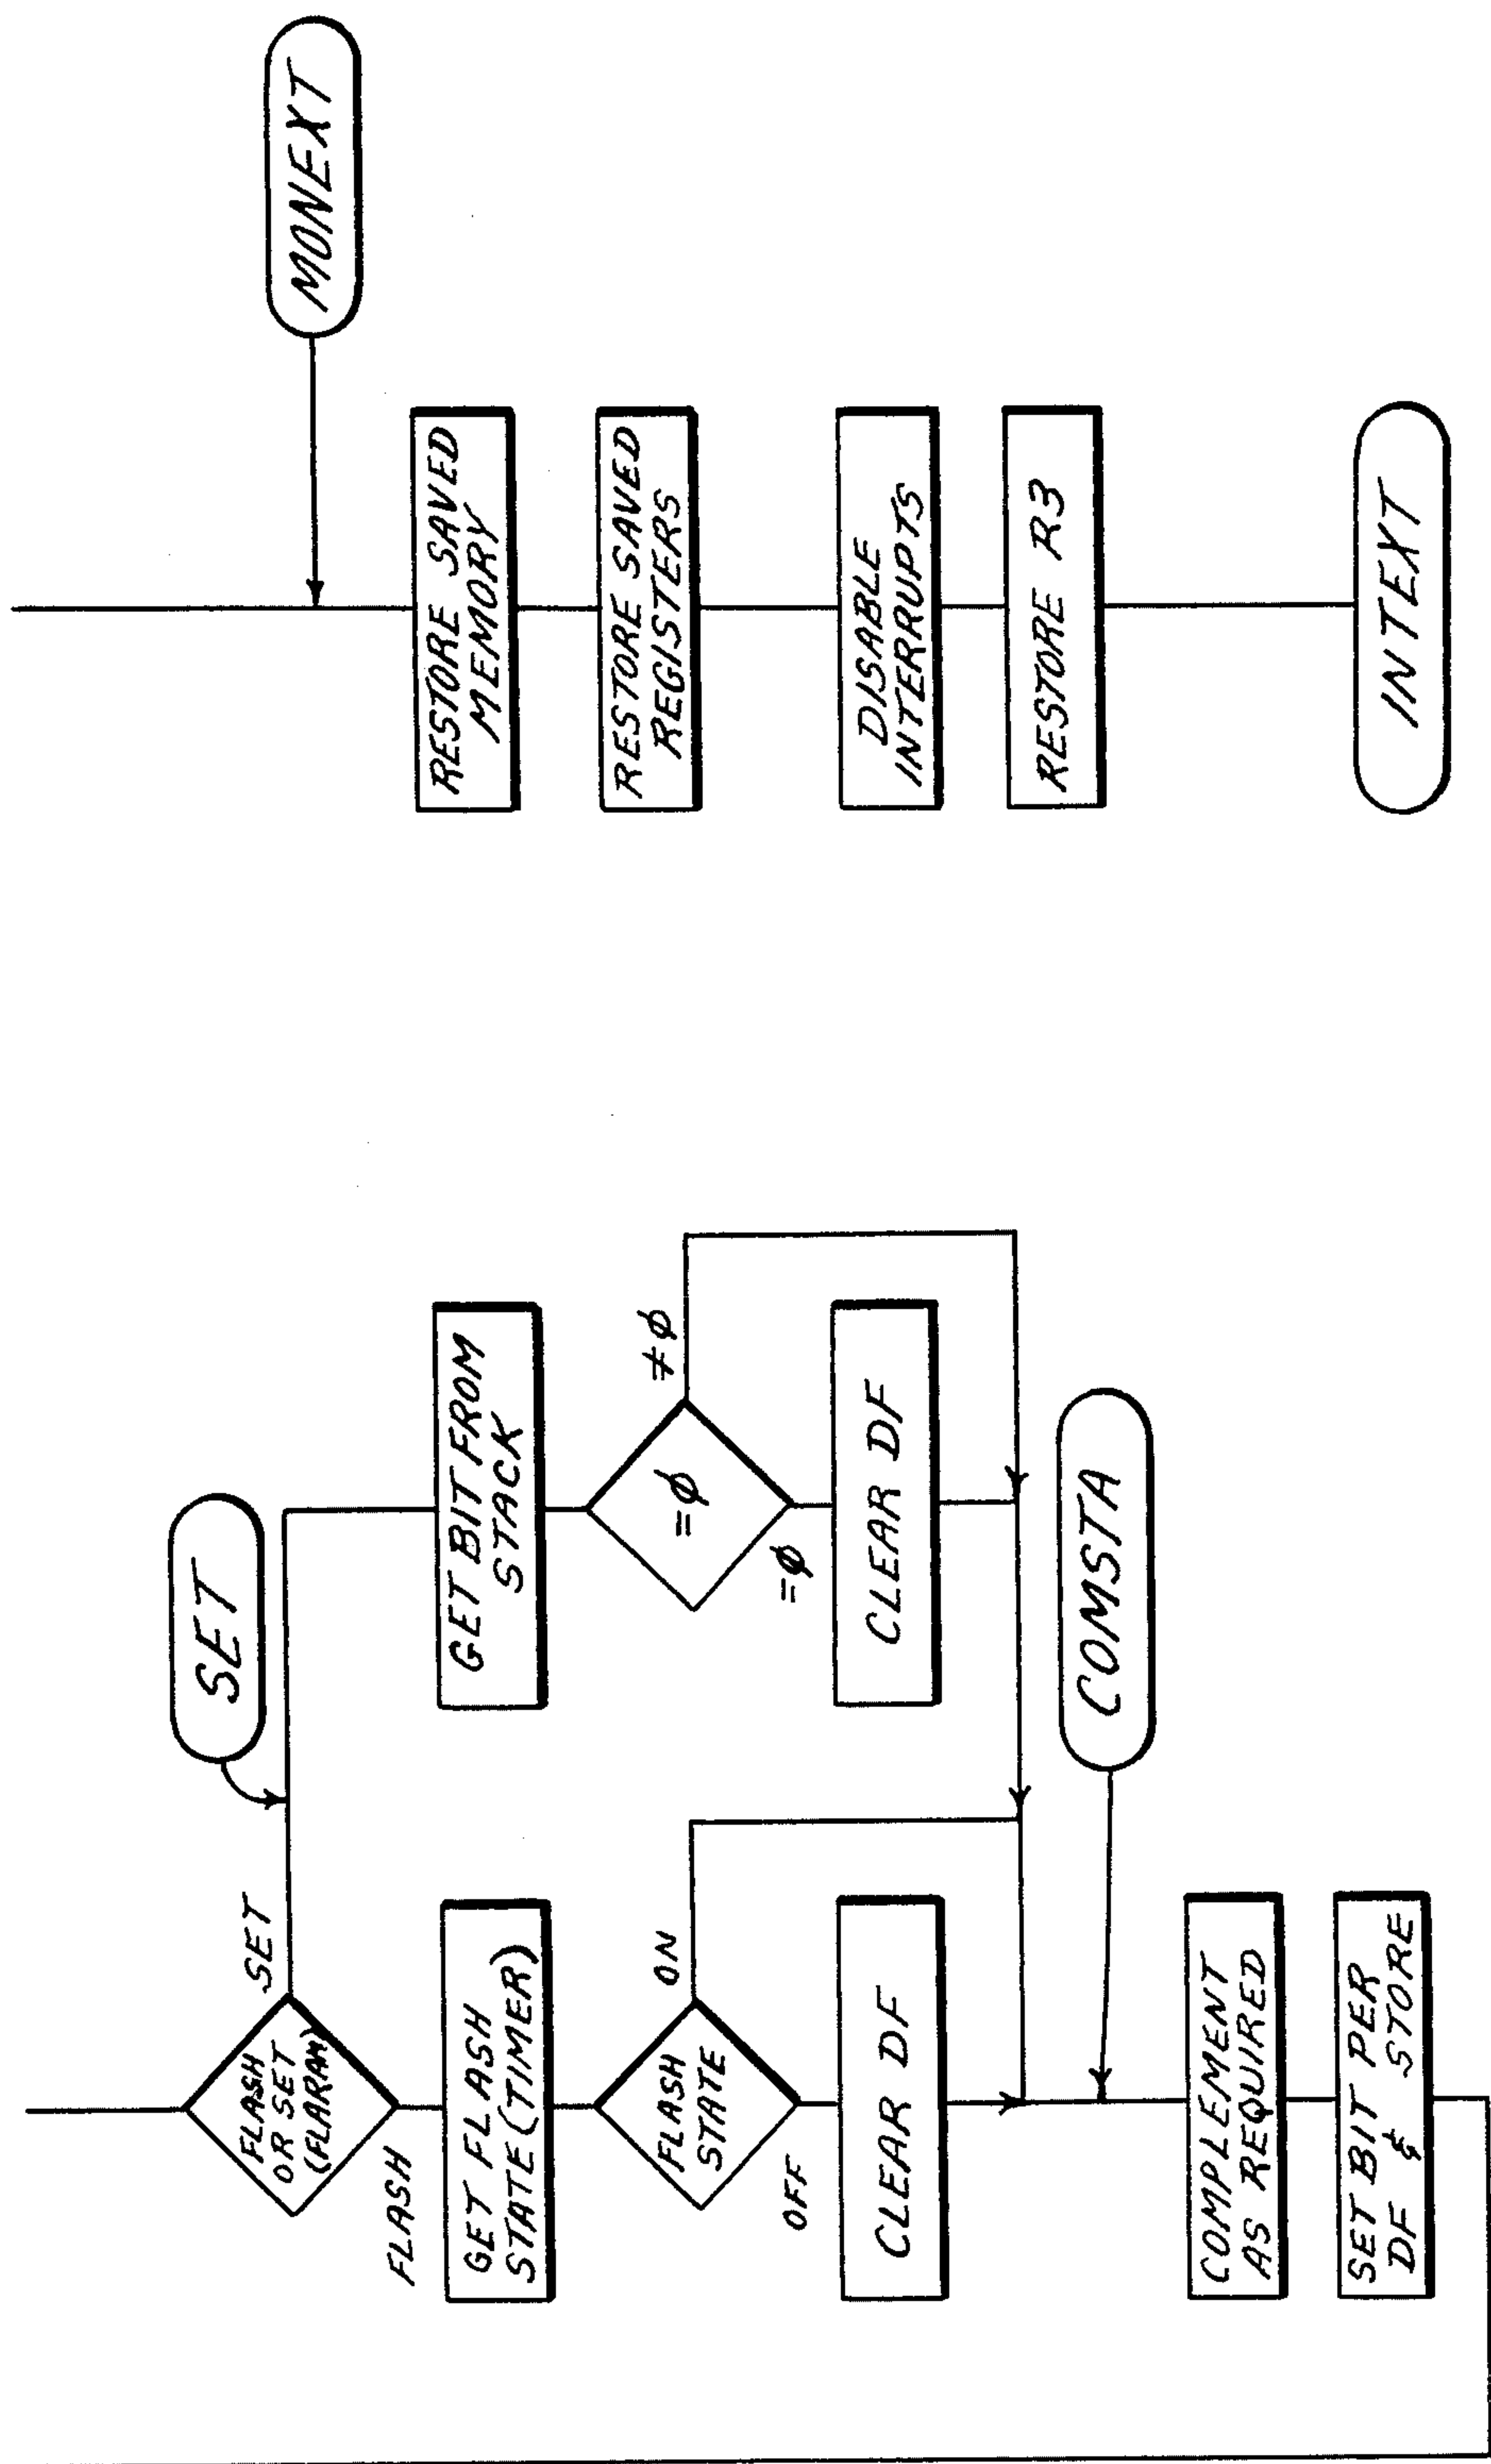 FLASH
OR SET
(FLARAM)
SET
FLASH
SET
GET FLASH
STATE (TIMER)
FLASH
STATE
ON
OFF
CLEAR DF
GET BIT FROM
STACK
=Ø
≠Ø
=Ø
CLEAR DF
COMSTA
COMPLEMENT
AS REQUIRED
SET BIT PER
DF & STORE
MONEXT
RESTORE SAVED
MEMORY
RESTORE SAVED
REGISTERS
DISABLE
INTERRUPTS
RESTORE R3
INTEXT